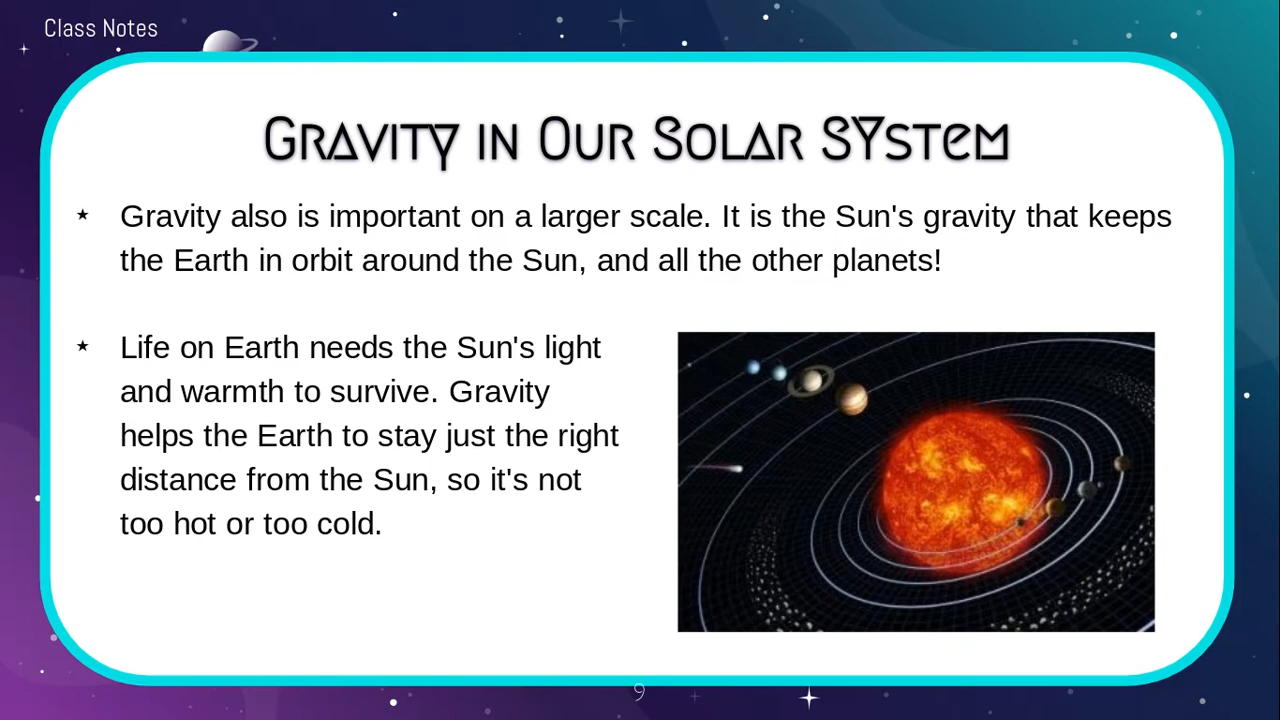 Class Notes
Gravity in Our Solar SYstem
★ Gravity also is important on a larger scale. It is the Sun's gravity that keeps
the Earth in orbit around the Sun, and all the other planets!
★ Life on Earth needs the Sun's light
and warmth to survive. Gravity
helps the Earth to stay just the right
distance from the Sun, so it's not
too hot or too cold.
9